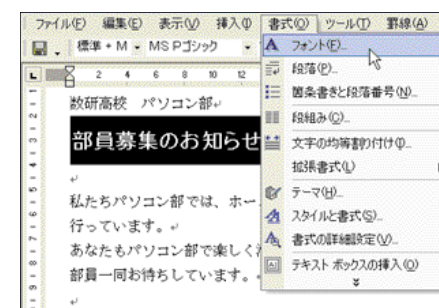 ファイル(F) 編集(E) 表示(V) 挿入(I) 書式(O) ツール(T) 罫線(A)
標準 + M MS Pゴシック
フォント(F)...
段落(P)...
箇条書きと段落番号(N)...
段組み(C)...
文字の均等割り付け(I)...
拡張書式(L)
テーマ(H)...
スタイルと書式(S)...
書式の詳細設定(V)...
テキスト ボックスの挿入(O)
2 4 6 8 10 12
数研高校 パソコン部
部員募集のお知らせ
私たちパソコン部では、ホー
行っています。
あなたもパソコン部で楽しく
部員一同お待ちしています。